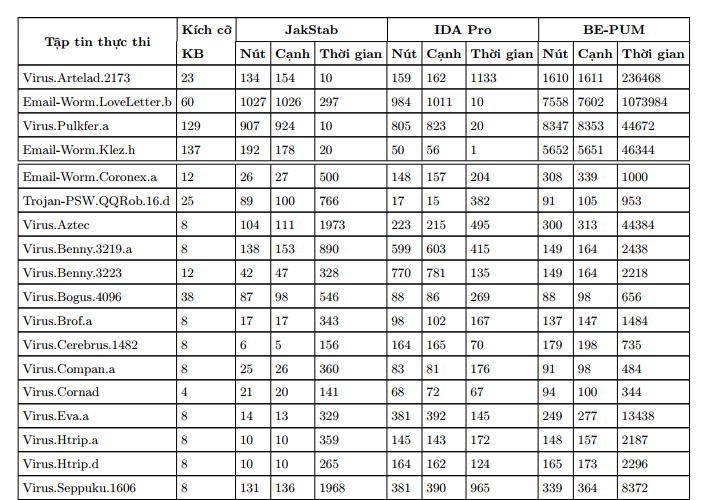 Tập tin thực thi Kích cỡ KB JakStab IDA Pro BE-PUM
Nút Cạnh Thời gian Nút Cạnh Thời gian Nút Cạnh Thời gian
Virus.Artelad.2173 23 134 154 10 159 162 1133 1610 1611 236468
Email-Worm.LoveLetter.b 60 1027 1026 297 984 1011 10 7558 7602 1073984
Virus.Pulkfer.a 129 907 924 10 805 823 20 8347 8353 44672
Email-Worm.Klez.h 137 192 178 20 50 56 1 5652 5651 46344
Email-Worm.Coronex.a 12 26 27 500 148 157 204 308 339 1000
Trojan-PSW.QQRob.16.d 25 89 100 766 17 15 382 91 105 953
Virus.Aztec 8 104 111 1973 223 215 495 300 313 44384
Virus.Benny.3219.a 8 138 153 890 599 603 415 149 164 2438
Virus.Benny.3223 12 42 47 328 770 781 135 149 164 2218
Virus.Bogus.4096 38 87 98 546 88 86 269 88 98 656
Virus.Brof.a 8 17 17 343 98 102 167 137 147 1484
Virus.Cerebrus.1482 8 6 5 156 164 165 70 179 198 735
Virus.Compan.a 8 25 26 360 83 81 176 91 98 484
Virus.Cornad 4 21 20 141 68 72 67 94 100 344
Virus.Eva.a 8 14 13 329 381 392 145 249 277 13438
Virus.Htrip.a 8 10 10 359 145 143 172 148 157 2187
Virus.Htrip.d 8 10 10 265 164 162 124 165 173 2296
Virus.Seppuku.1606 8 131 136 1968 381 390 965 339 364 8372